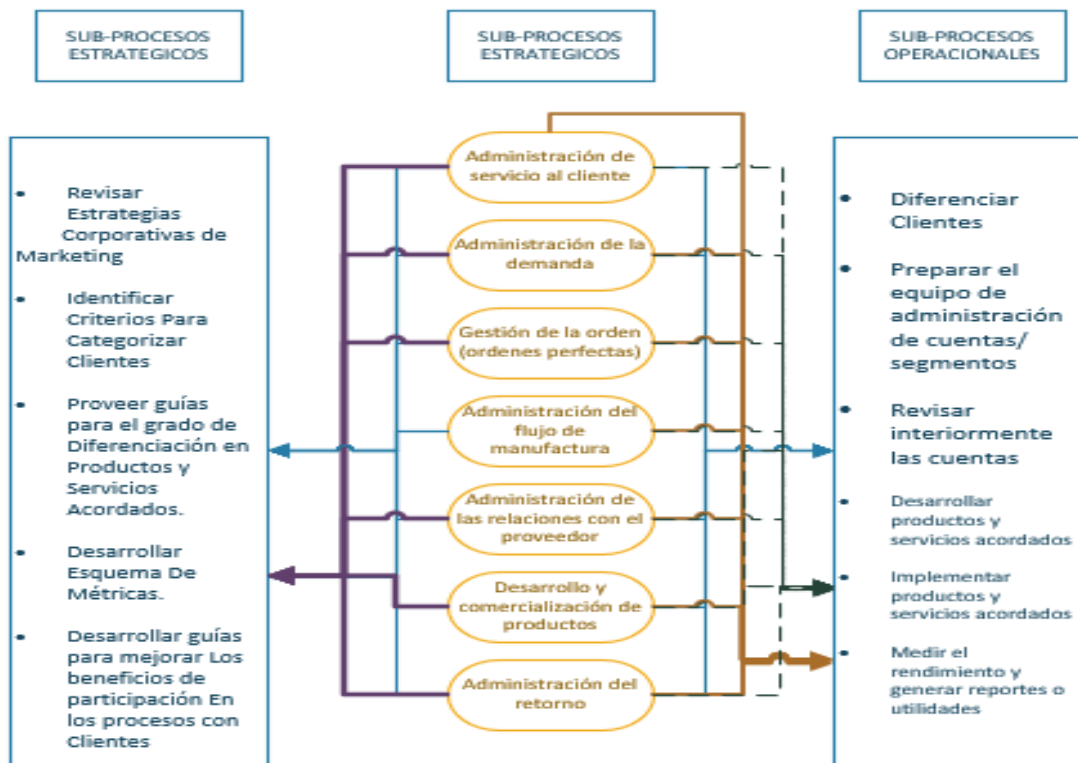 SUB-PROCESOS
ESTRATEGICOS
SUB-PROCESOS
ESTRATEGICOS
SUB-PROCESOS
OPERACIONALES
• Revisar
Estrategias
Corporativas de
Marketing
• Identificar
Criterios Para
Categorizar
Clientes
• Proveer guías
para el grado de
Diferenciación en
Productos y
Servicios
Acordados.
• Desarrollar
Esquema De
Métricas.
• Desarrollar guías
para mejorar Los
beneficios de
participación En
los procesos con
Clientes
Administración de
servicio al cliente
Administración de la
demanda
Gestión de la orden
(ordenes perfectas)
Administración del
flujo de
manufactura
Administración de
las relaciones con el
proveedor
Desarrollo y
comercialización de
productos
Administración del
retorno
• Diferenciar
Clientes
• Preparar el
equipo de
administración
de cuentas/
segmentos
• Revisar
interiormente
las cuentas
• Desarrollar
productos y
servicios acordados
• Implementar
productos y
servicios acordados
• Medir el
rendimiento y
generar reportes o
utilidades